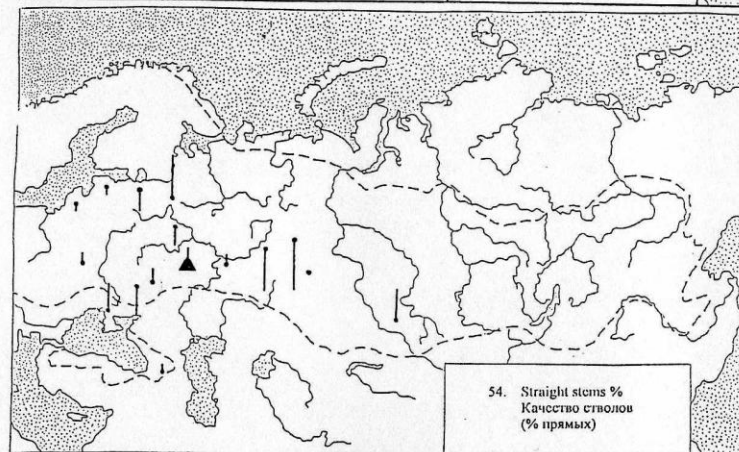 54. Straight stems %
Качество стволов
(% прямых)